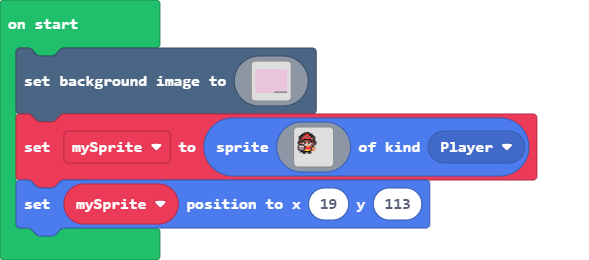 on start
set background image to
set mySprite to sprite of kind Player
set mySprite position to x 19 y 113